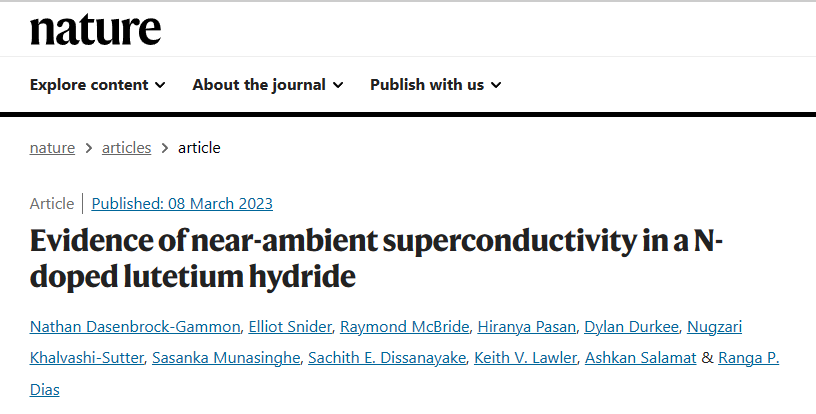 nature
Explore content About the journal Publish with us
nature > articles > article
Article | Published: 08 March 2023
Evidence of near-ambient superconductivity in a N-
doped lutetium hydride
Nathan Dasenbrock-Gammon, Elliot Snider, Raymond McBride, Hiranya Pasan, Dylan Durkee, Nugzari
Khalvashi-Sutter, Sasanka Munasinghe, Sachith E. Dissanayake, Keith V. Lawler, Ashkan Salamat & Ranga P.
Dias